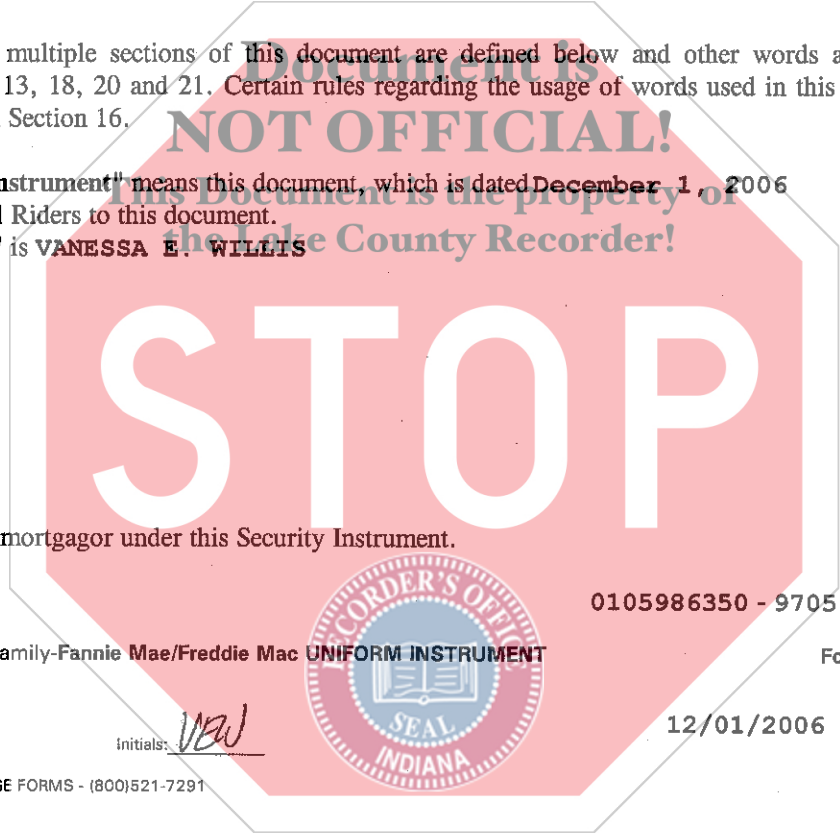 multiple sections of this document are defined below and other words a
13, 18, 20 and 21. Certain rules regarding the usage of words used in this
Section 16.
Document is
NOT OFFICIAL!
This Document is the property of
the Lake County Recorder!
nstrument" means this document, which is dated December 1, 2006
Riders to this document.
" is VANESSA E. WILLIS
STOP
mortgagor under this Security Instrument.
0105986350 - 9705
amily-Fannie Mae/Freddie Mac UNIFORM INSTRUMENT
Fo
RECORDER'S OFFICE
SEAL
INDIANA
Initials: VEW
12/01/2006
GE FORMS - (800)521-7291